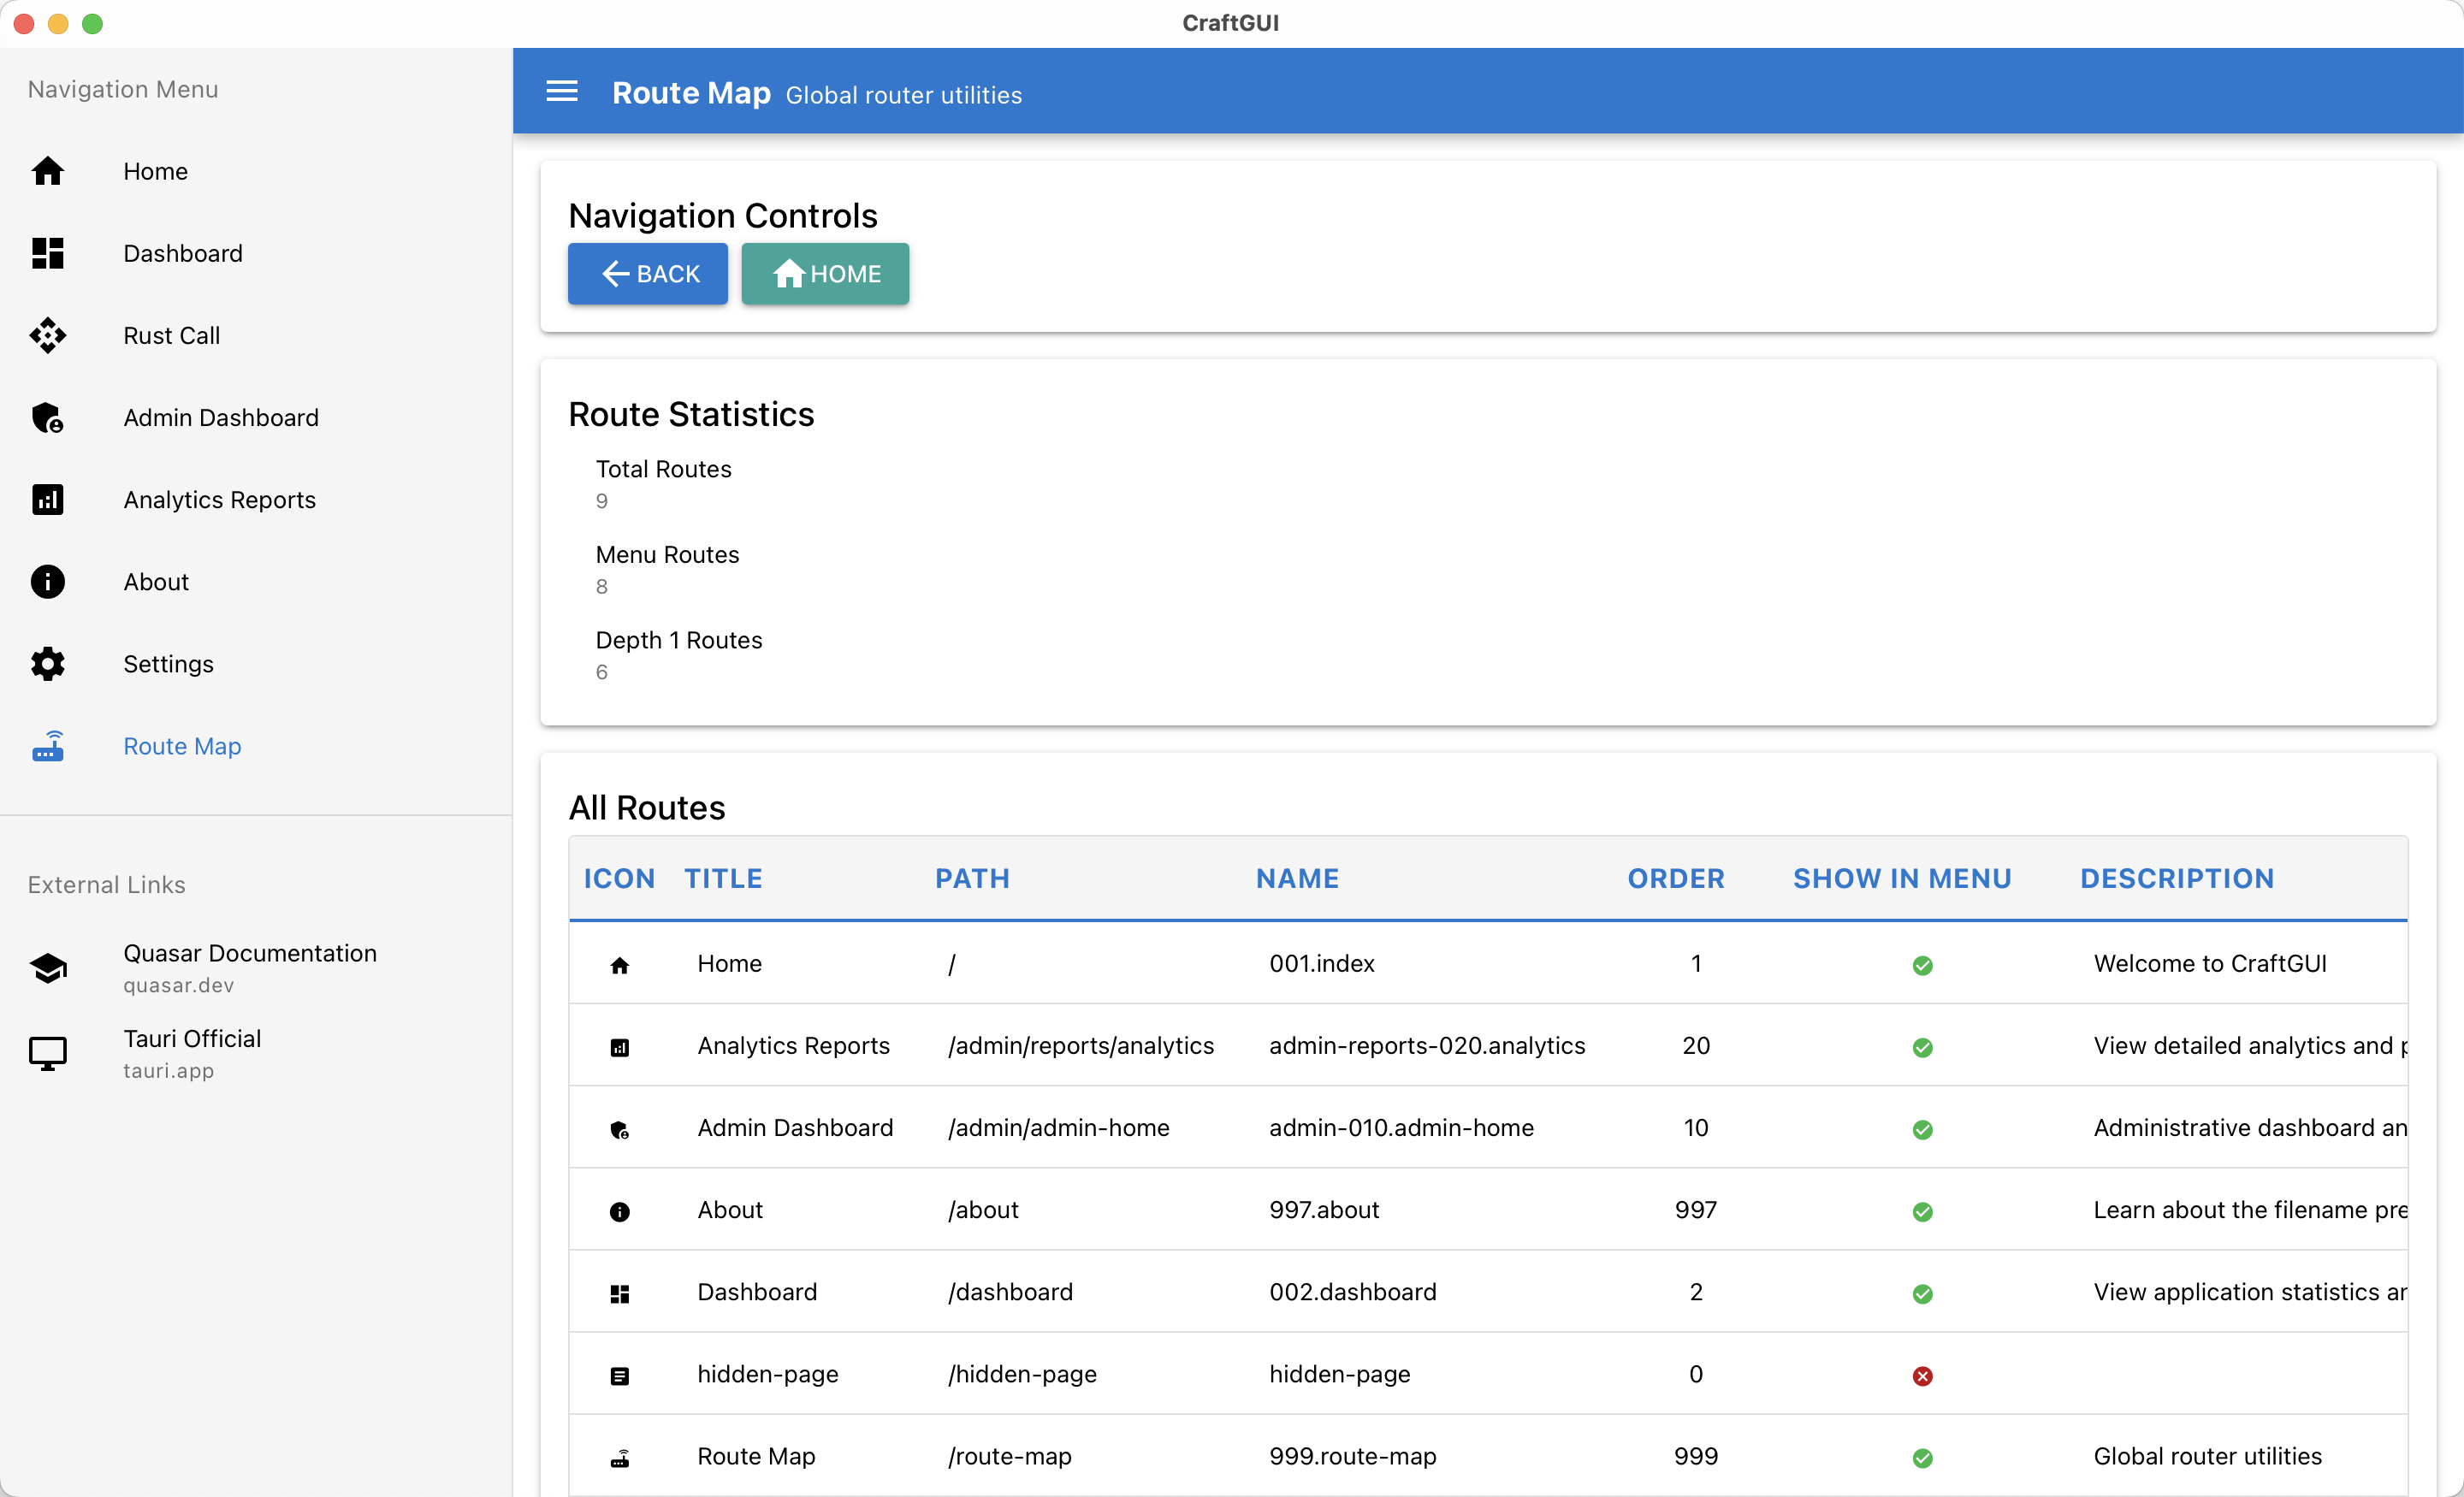 CraftGUI
Navigation Menu
Home
Dashboard
Rust Call
Admin Dashboard
Analytics Reports
About
Settings
Route Map
External Links
Quasar Documentation
quasar.dev
Tauri Official
tauri.app
Route Map Global router utilities
Navigation Controls
BACK HOME
Route Statistics
Total Routes
9
Menu Routes
8
Depth 1 Routes
6
All Routes
ICON TITLE PATH NAME ORDER SHOW IN MENU DESCRIPTION
Home / 001.index 1 Welcome to CraftGUI
Analytics Reports /admin/reports/analytics admin-reports-020.analytics 20 View detailed analytics and
Admin Dashboard /admin/admin-home admin-010.admin-home 10 Administrative dashboard an
About /about 997.about 997 Learn about the filename pre
Dashboard /dashboard 002.dashboard 2 View application statistics
hidden-page /hidden-page hidden-page 0
Route Map /route-map 999.route-map 999 Global router utilities